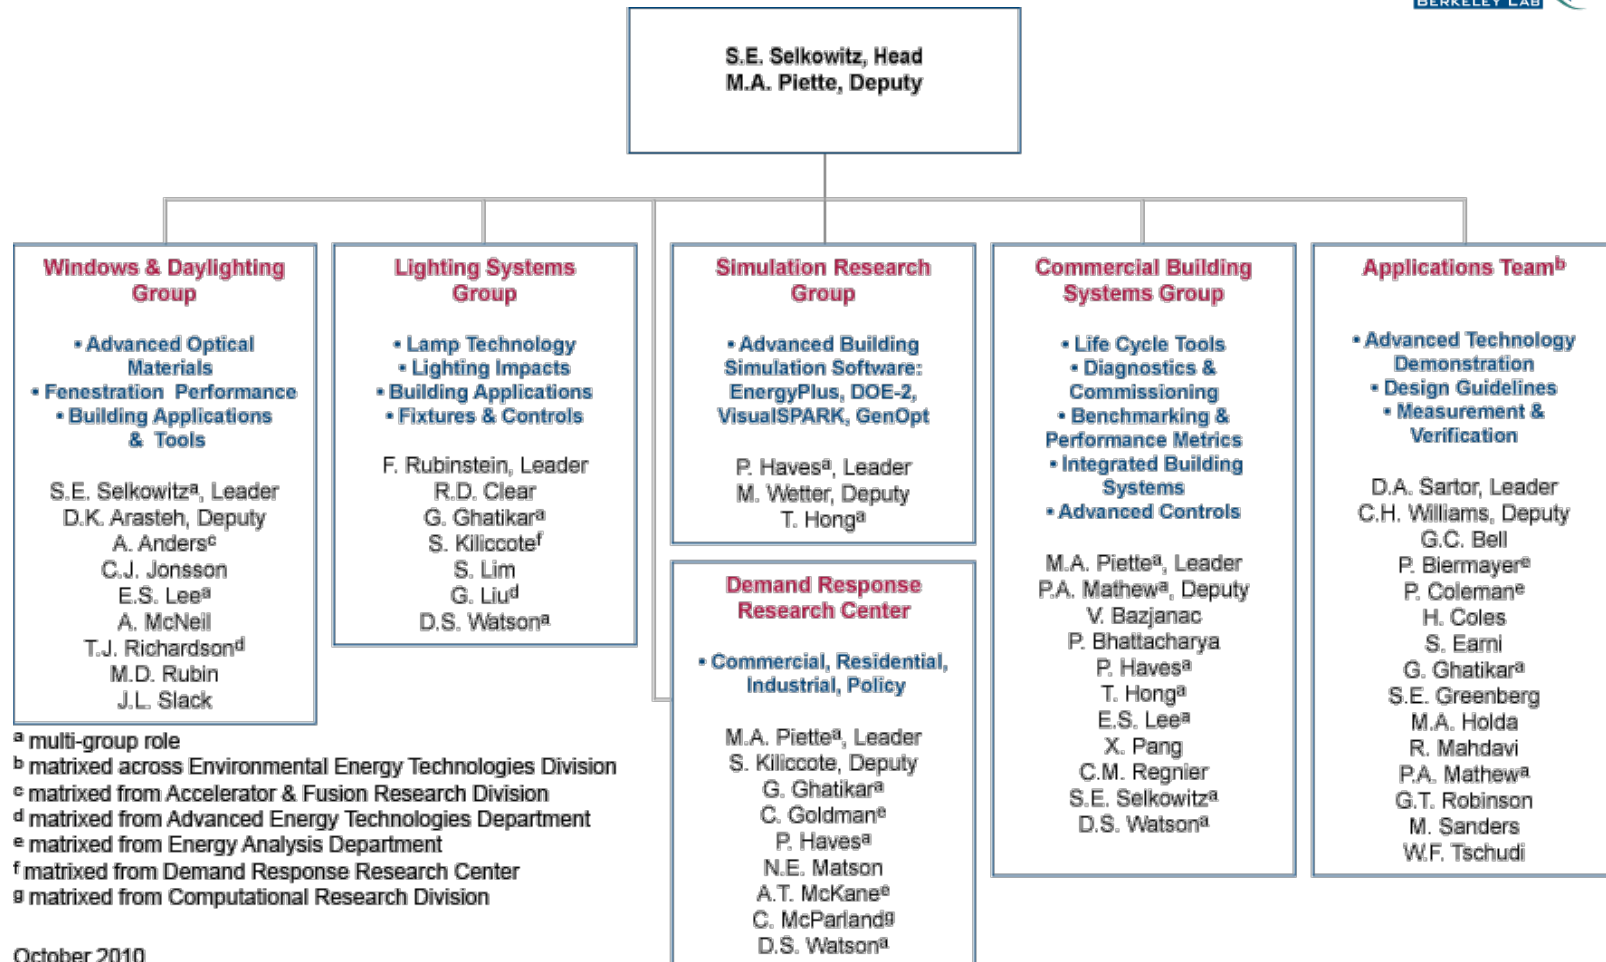 BERKELEY LAB
S.E. Selkowitz, Head
M.A. Piette, Deputy
Windows & Daylighting
Group
• Advanced Optical
Materials
• Fenestration Performance
• Building Applications
& Tools
S.E. Selkowitzª, Leader
D.K. Arasteh, Deputy
A. Andersᶜ
C.J. Jonsson
E.S. Leeª
A. McNeil
T.J. Richardsonᵈ
M.D. Rubin
J.L. Slack
Lighting Systems
Group
• Lamp Technology
• Lighting Impacts
• Building Applications
• Fixtures & Controls
F. Rubinstein, Leader
R.D. Clear
G. Ghatikarª
S. Kiliccoteᶠ
S. Lim
G. Liuᵈ
D.S. Watsonª
Simulation Research
Group
• Advanced Building
Simulation Software:
EnergyPlus, DOE-2,
VisualSPARK, GenOpt
P. Havesª, Leader
M. Wetter, Deputy
T. Hongª
Demand Response
Research Center
• Commercial, Residential,
Industrial, Policy
M.A. Pietteª, Leader
S. Kiliccote, Deputy
G. Ghatikarª
C. Goldmanᵉ
P. Havesª
N.E. Matson
A.T. McKaneᵉ
C. McParlandᵍ
D.S. Watsonª
Commercial Building
Systems Group
• Life Cycle Tools
• Diagnostics &
Commissioning
• Benchmarking &
Performance Metrics
• Integrated Building
Systems
• Advanced Controls
M.A. Pietteª, Leader
P.A. Mathewª, Deputy
V. Bazjanac
P. Bhattacharya
P. Havesª
T. Hongª
E.S. Leeª
X. Pang
C.M. Regnier
S.E. Selkowitzª
D.S. Watsonª
Applications Teamᵇ
• Advanced Technology
Demonstration
• Design Guidelines
• Measurement &
Verification
D.A. Sartor, Leader
C.H. Williams, Deputy
G.C. Bell
P. Biermayerᵉ
P. Colemanᵉ
H. Coles
S. Earni
G. Ghatikarª
S.E. Greenberg
M.A. Holda
R. Mahdavi
P.A. Mathewª
G.T. Robinson
M. Sanders
W.F. Tschudi
ª multi-group role
ᵇ matrixed across Environmental Energy Technologies Division
ᶜ matrixed from Accelerator & Fusion Research Division
ᵈ matrixed from Advanced Energy Technologies Department
ᵉ matrixed from Energy Analysis Department
ᶠ matrixed from Demand Response Research Center
ᵍ matrixed from Computational Research Division
October 2010